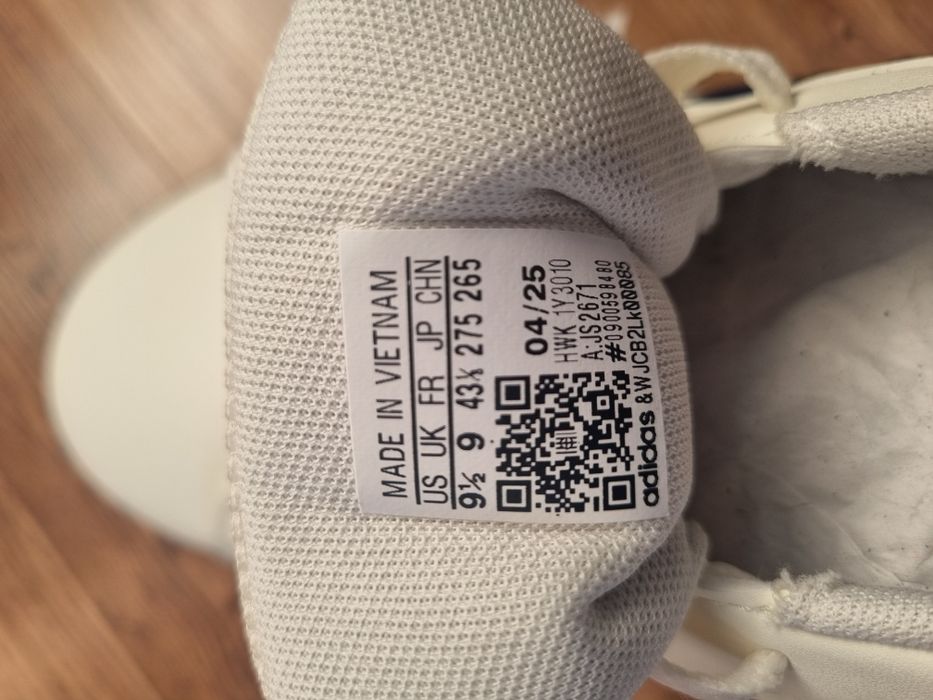 MADE IN VIETNAM
US UK FR JP CHN
9½ 9 43⅓ 275 265
04/25
HWK 1Y3010
A:JS2671
#0900598480
adidas &WJCB2Lk00085